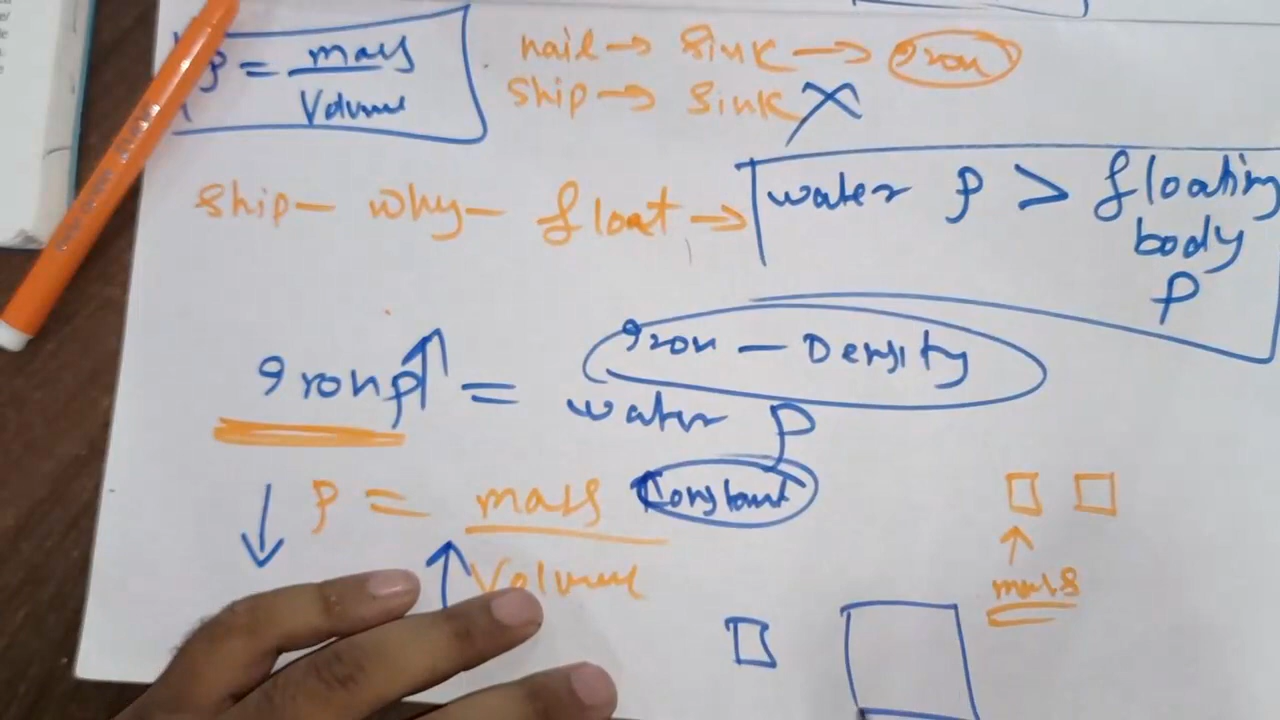 ρ = mass
Volume
nail → sink → Iron
ship → sink X
ship - why - float → water ρ > floating
body
ρ
Iron - Density
Iron ρ ↑ = water ρ
↓ ρ = mass Constant
↑ Volume
mass